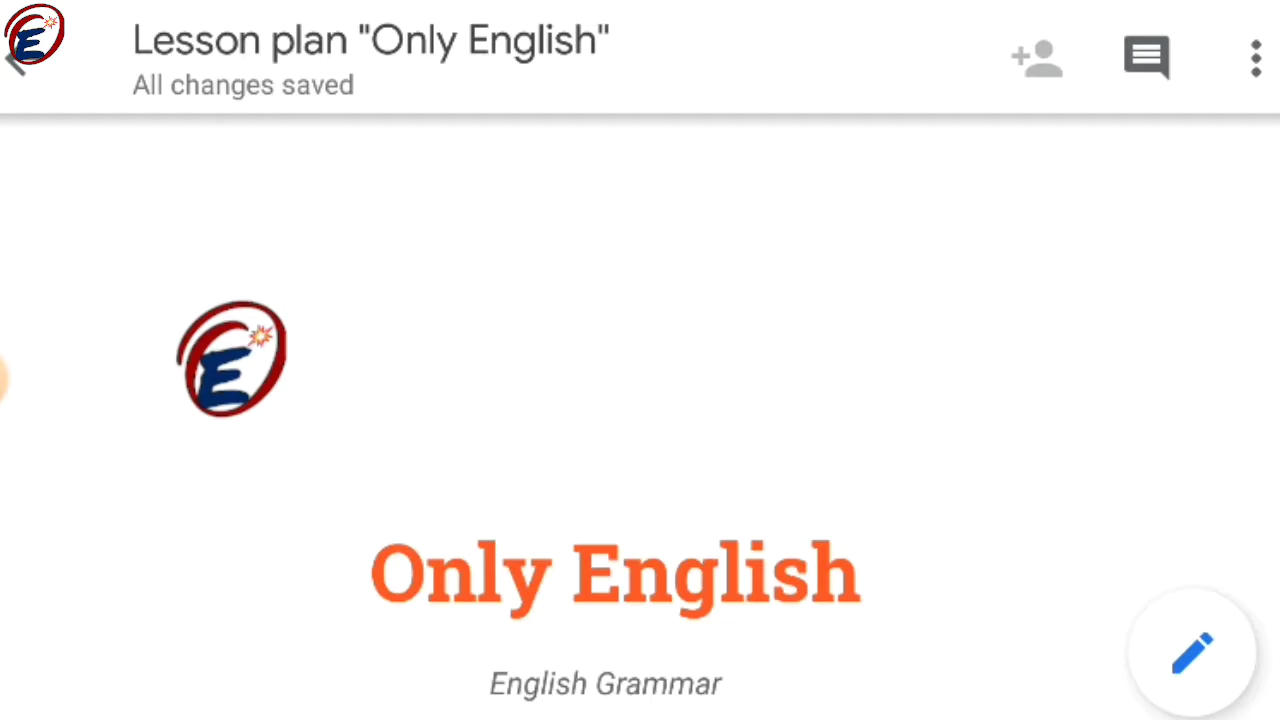 Lesson plan "Only English"
All changes saved
E
E
Only English
English Grammar